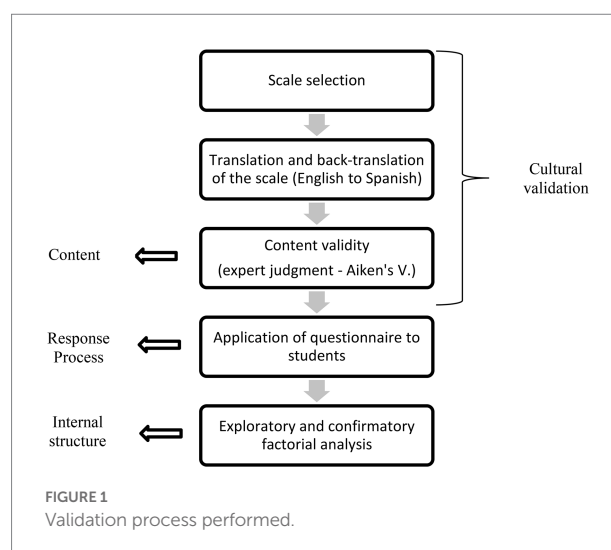 Scale selection
Translation and back-translation
of the scale (English to Spanish)
Cultural
validation
Content validity
(expert judgment - Aiken's V.)
Content
Application of questionnaire to
students
Response
Process
Exploratory and confirmatory
factorial analysis
Internal
structure
FIGURE 1
Validation process performed.